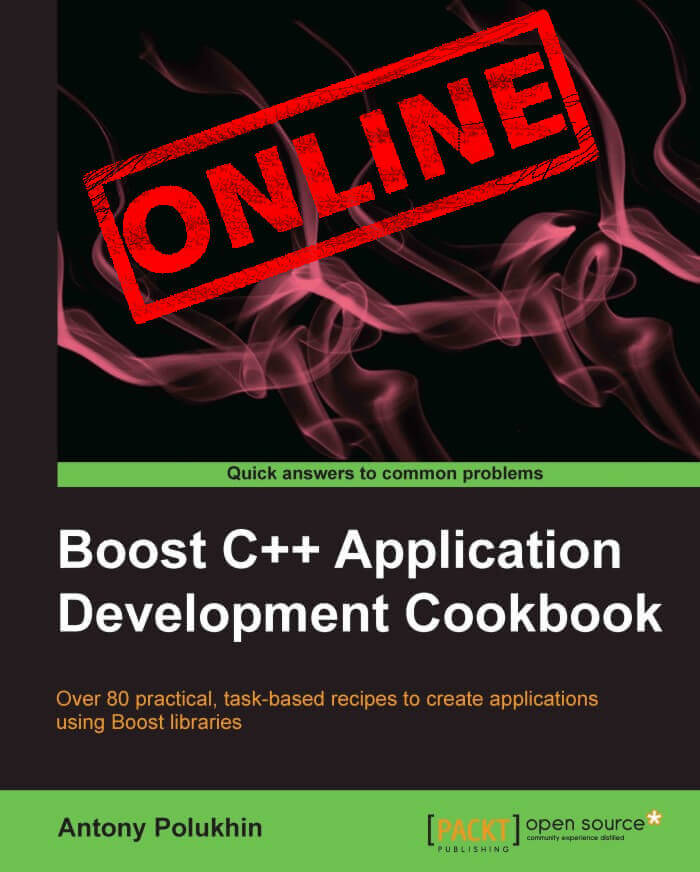 ONLINE
Quick answers to common problems
Boost C++ Application
Development Cookbook
Over 80 practical, task-based recipes to create applications
using Boost libraries
Antony Polukhin
[PACKT] open source*
PUBLISHING community experience distilled